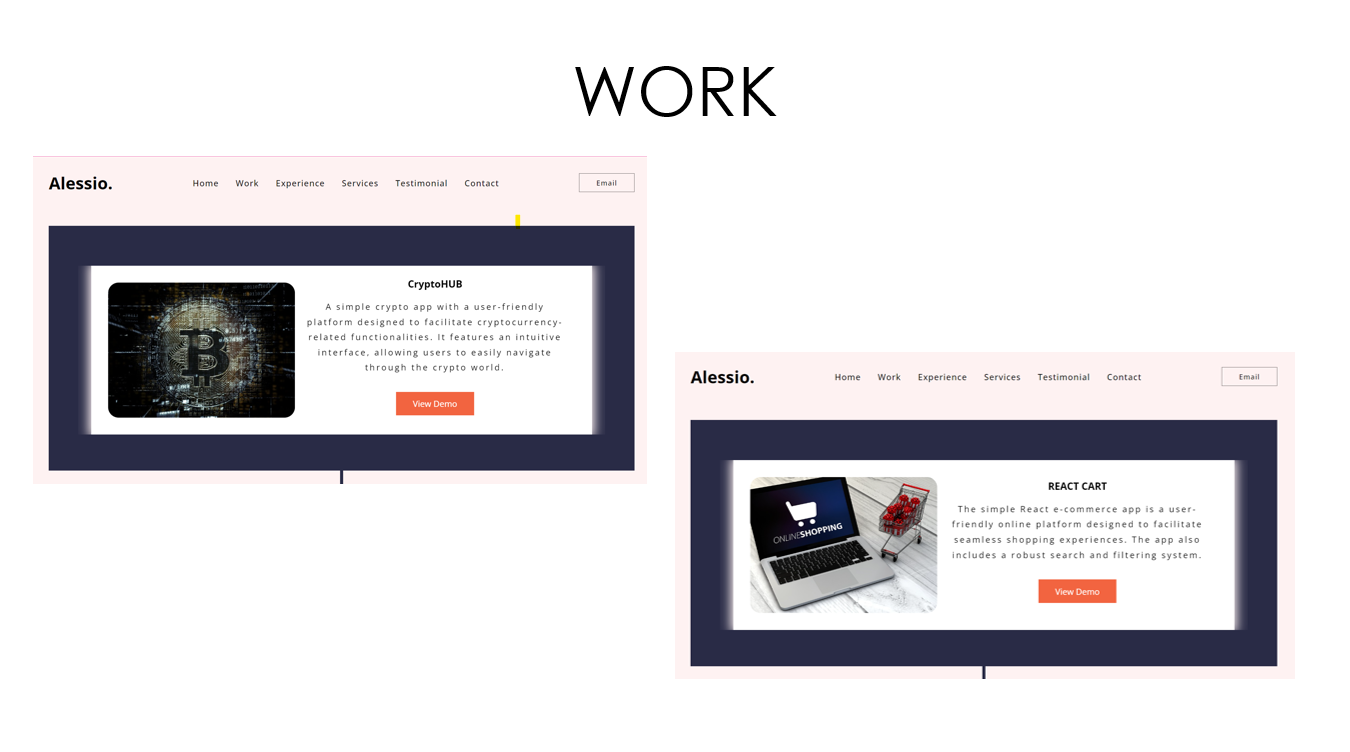 WORK
Alessio.
Home Work Experience Services Testimonial Contact
Email
CryptoHUB
A simple crypto app with a user-friendly
platform designed to facilitate cryptocurrency-
related functionalities. It features an intuitive
interface, allowing users to easily navigate
through the crypto world.
View Demo
Alessio.
Home Work Experience Services Testimonial Contact
Email
ONLINESHOPPING
REACT CART
The simple React e-commerce app is a user-
friendly online platform designed to facilitate
seamless shopping experiences. The app also
includes a robust search and filtering system.
View Demo